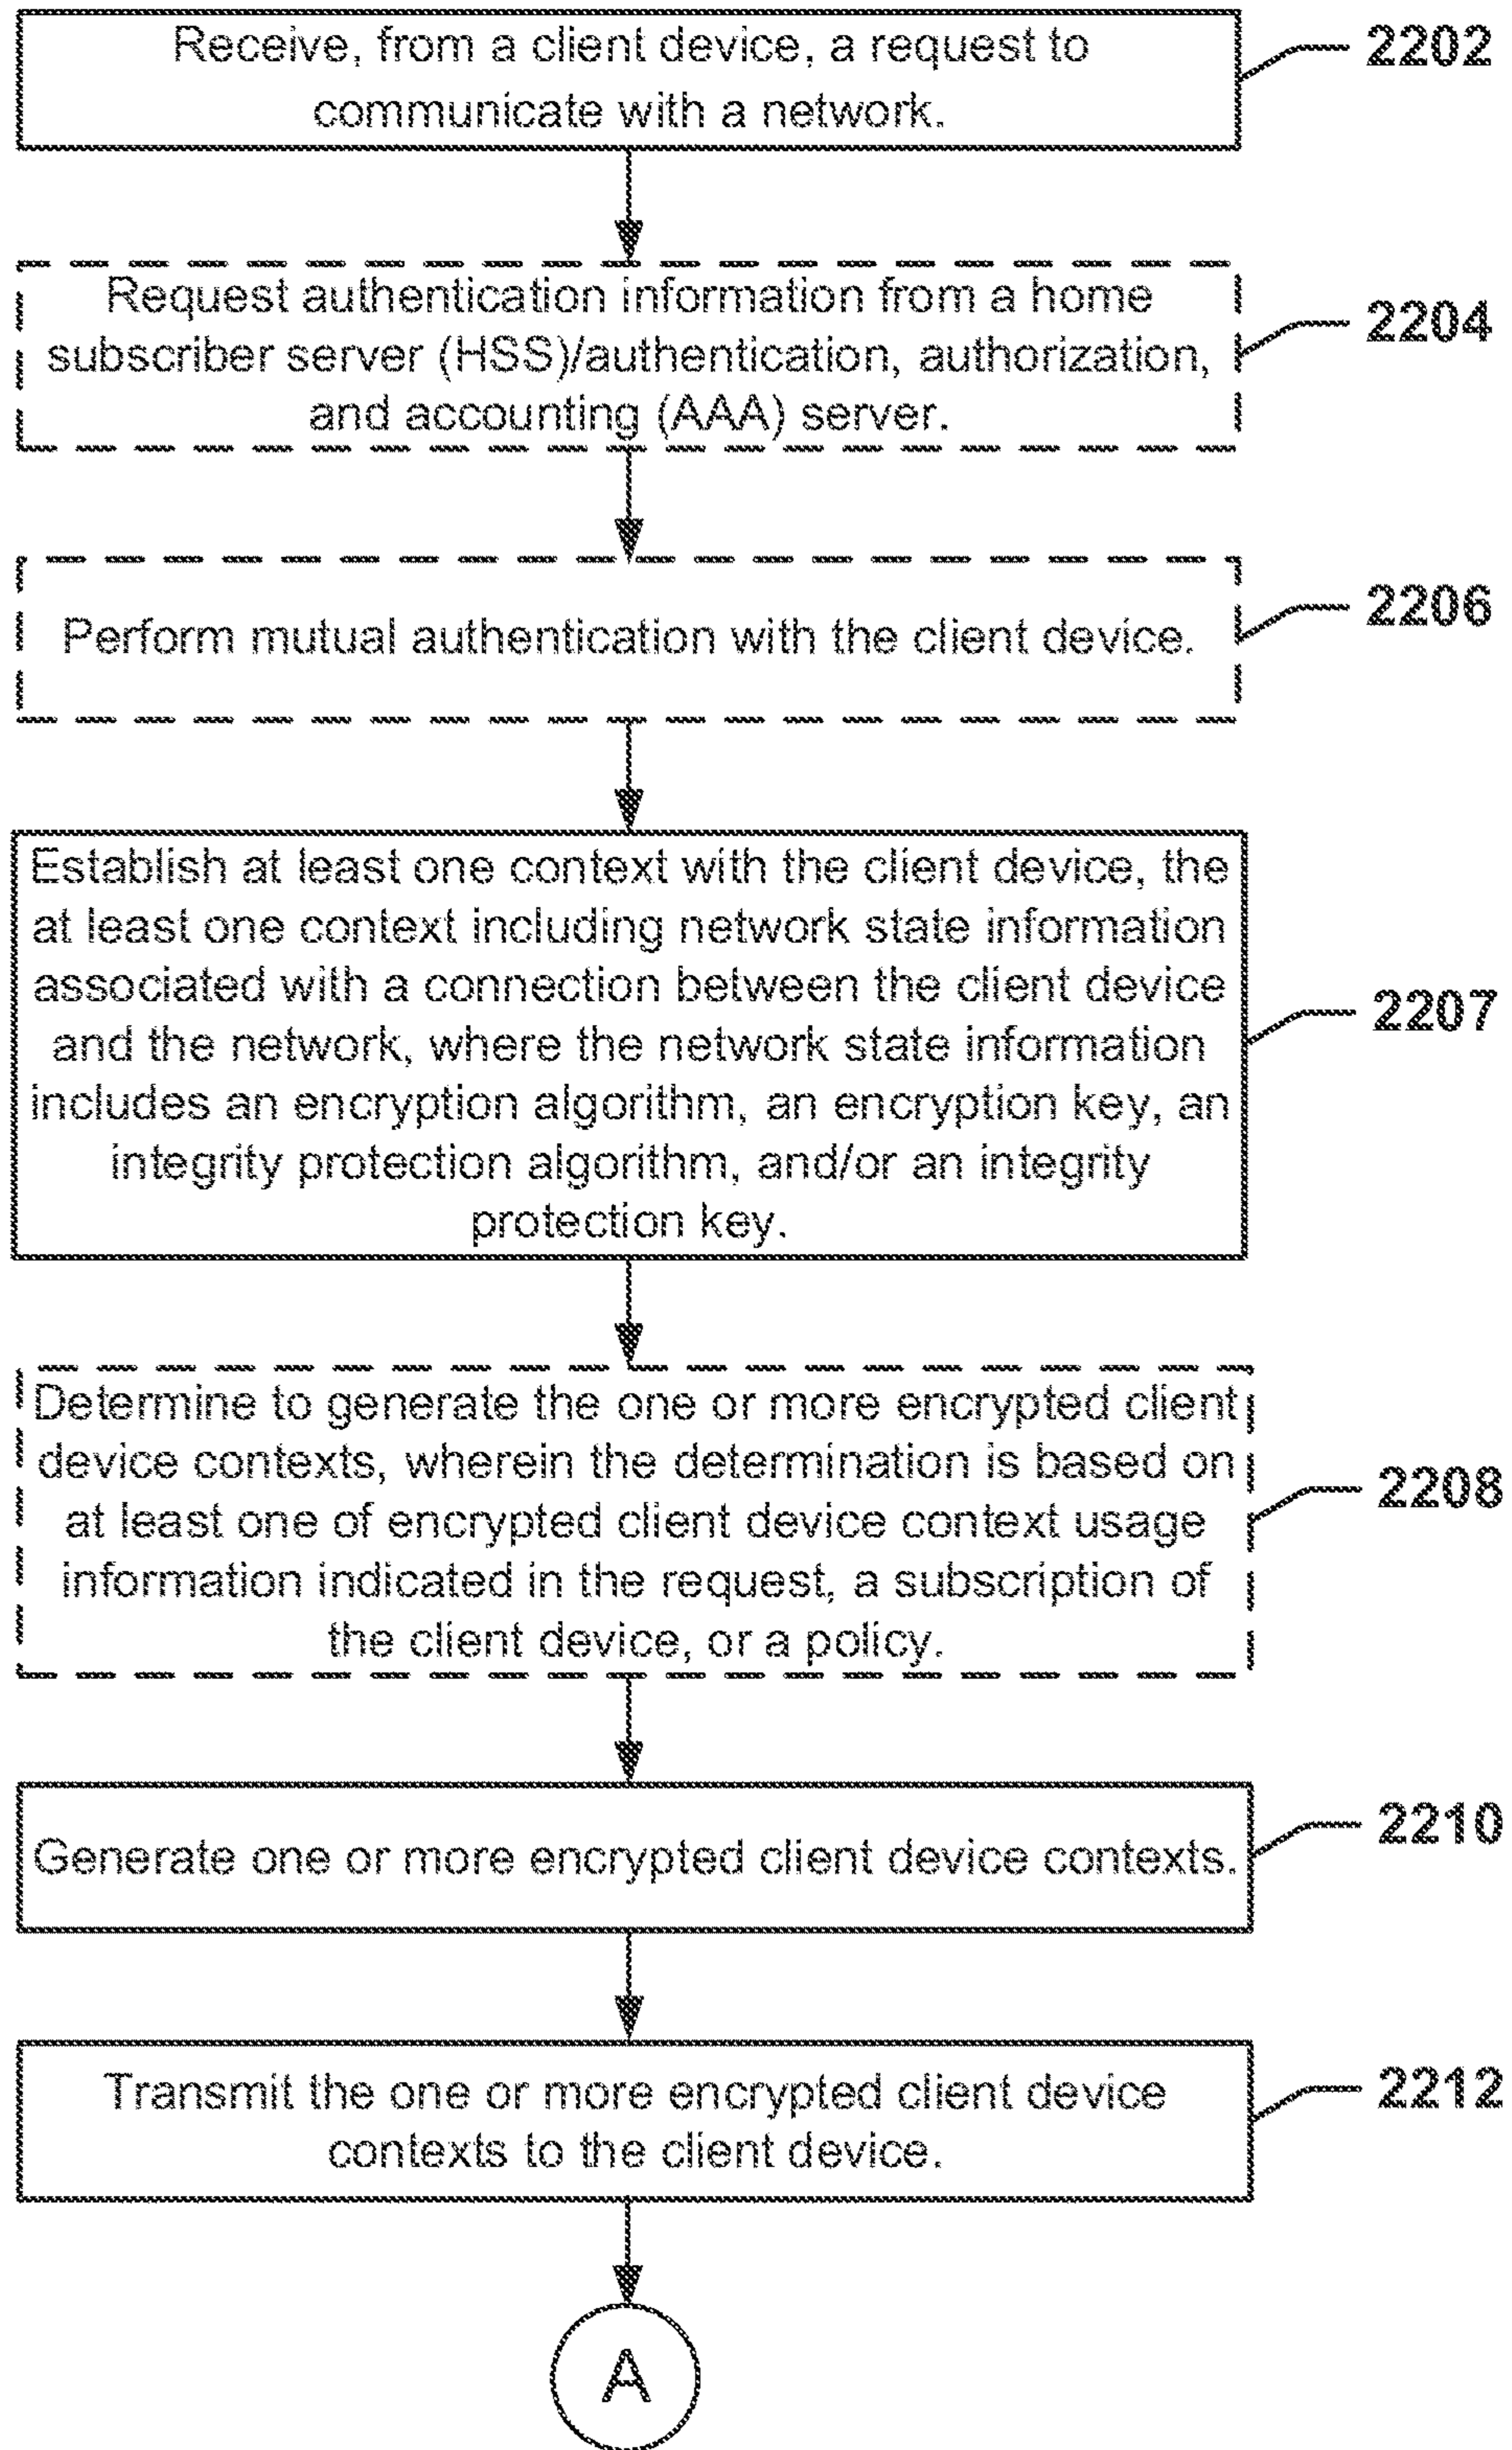 Receive, from a client device, a request to
communicate with a network.
2202
Request authentication information from a home
subscriber server (HSS)/authentication, authorization,
and accounting (AAA) server.
2204
Perform mutual authentication with the client device.
2206
Establish at least one context with the client device, the
at least one context including network state information
associated with a connection between the client device
and the network, where the network state information
includes an encryption algorithm, an encryption key, an
integrity protection algorithm, and/or an integrity
protection key.
2207
Determine to generate the one or more encrypted client
device contexts, wherein the determination is based on
at least one of encrypted client device context usage
information indicated in the request, a subscription of
the client device, or a policy.
2208
Generate one or more encrypted client device contexts.
2210
Transmit the one or more encrypted client device
contexts to the client device.
2212
A